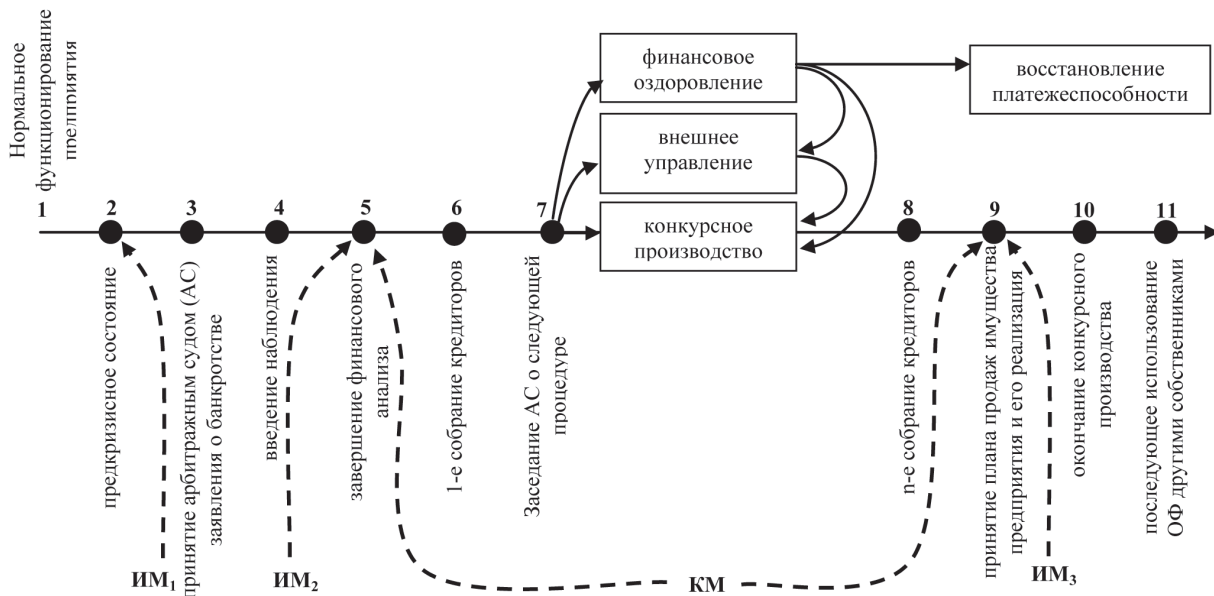 Нормальное
функционирование
предприятия
финансовое
оздоровление
восстановление
платежеспособности
внешнее
управление
конкурсное
производство
1
2
3
4
5
6
7
8
9
10
11
предкризисное состояние
принятие арбитражным судом (АС)
заявления о банкротстве
введение наблюдения
завершение финансового
анализа
1-е собрание кредиторов
Заседание АС о следующей
процедуре
n-е собрание кредиторов
принятие плана продаж имущества
предприятия и его реализация
окончание конкурсного
производства
последующее использование
ОФ другими собственниками
ИМ₁
ИМ₂
КМ
ИМ₃